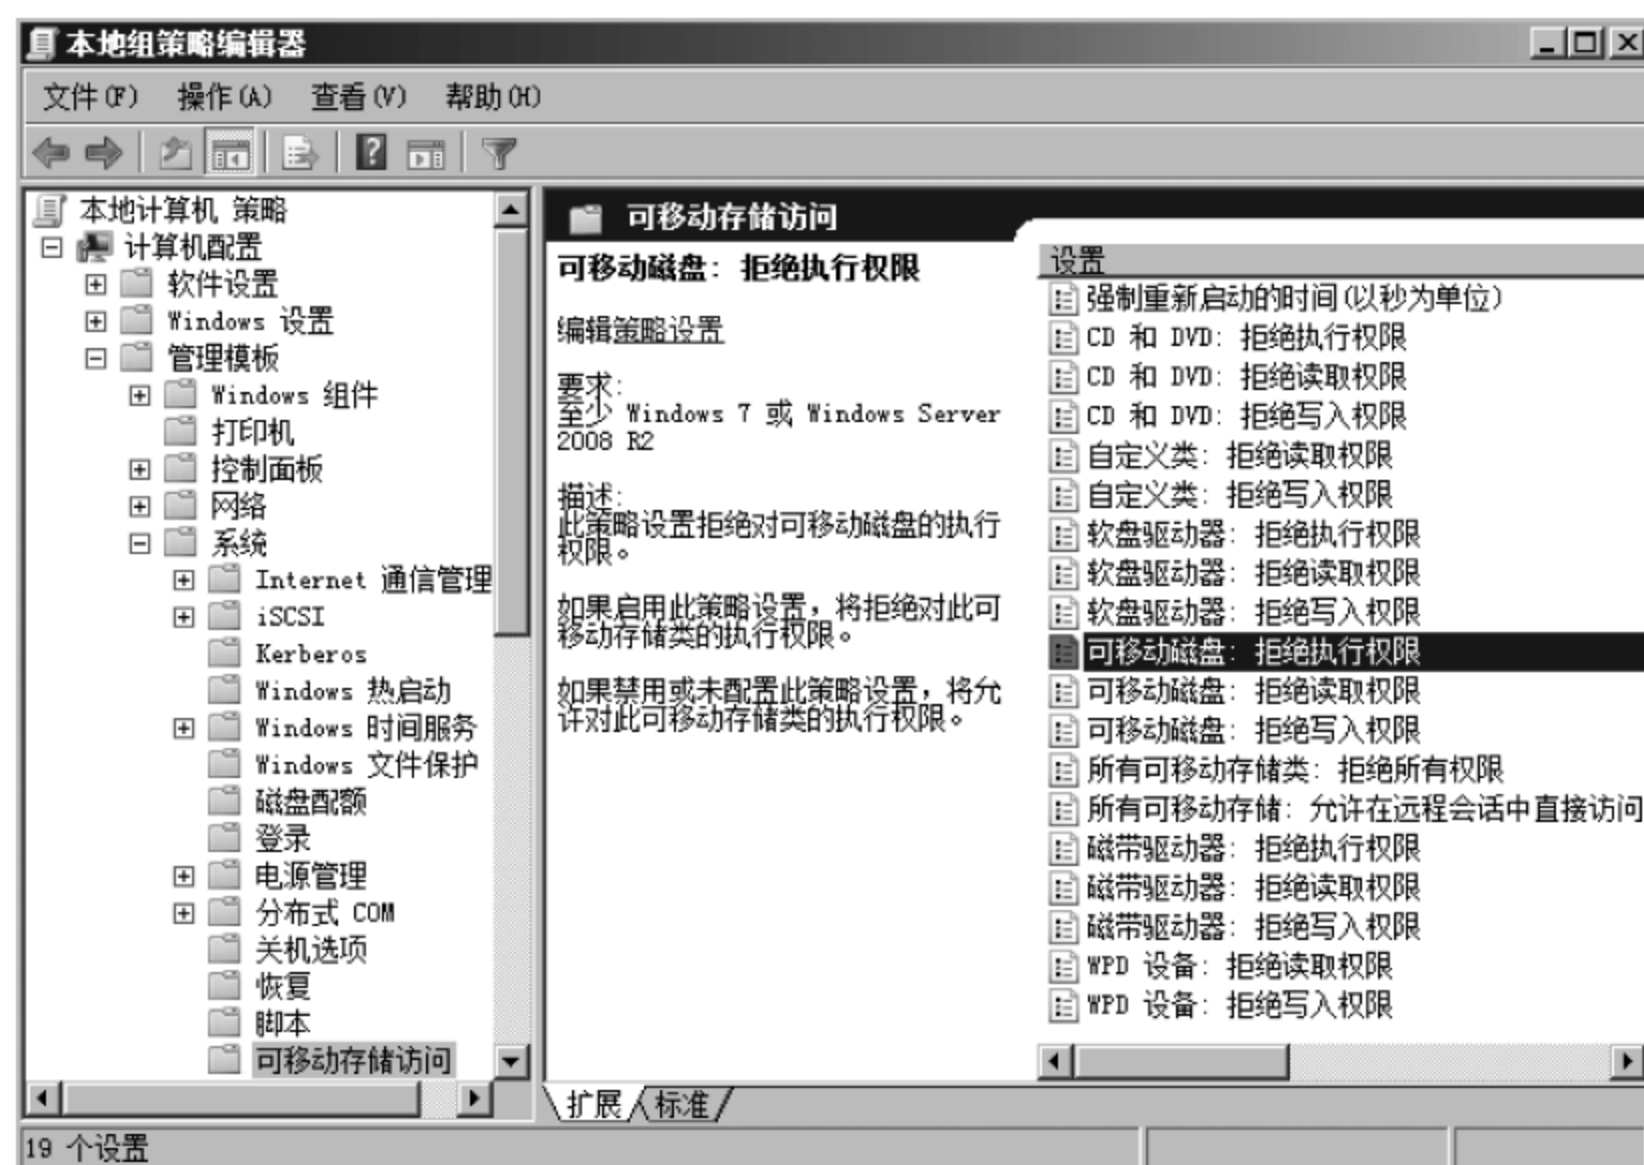 本地组策略编辑器
文件(F) 操作(A) 查看(V) 帮助(H)
本地计算机 策略
计算机配置
软件设置
Windows 设置
管理模板
Windows 组件
打印机
控制面板
网络
系统
Internet 通信管理
iSCSI
Kerberos
Windows 热启动
Windows 时间服务
Windows 文件保护
磁盘配额
登录
电源管理
分布式 COM
关机选项
恢复
脚本
可移动存储访问
可移动存储访问
可移动磁盘: 拒绝执行权限
编辑策略设置
要求:
至少 Windows 7 或 Windows Server
2008 R2
描述:
此策略设置拒绝对可移动磁盘的执行
权限。
如果启用此策略设置，将拒绝对此可
移动存储类的执行权限。
如果禁用或未配置此策略设置，将允
许对此可移动存储类的执行权限。
设置
强制重新启动的时间(以秒为单位)
CD 和 DVD: 拒绝执行权限
CD 和 DVD: 拒绝读取权限
CD 和 DVD: 拒绝写入权限
自定义类: 拒绝读取权限
自定义类: 拒绝写入权限
软盘驱动器: 拒绝执行权限
软盘驱动器: 拒绝读取权限
软盘驱动器: 拒绝写入权限
可移动磁盘: 拒绝执行权限
可移动磁盘: 拒绝读取权限
可移动磁盘: 拒绝写入权限
所有可移动存储类: 拒绝所有权限
所有可移动存储: 允许在远程会话中直接访问
磁带驱动器: 拒绝执行权限
磁带驱动器: 拒绝读取权限
磁带驱动器: 拒绝写入权限
WPD 设备: 拒绝读取权限
WPD 设备: 拒绝写入权限
扩展 标准
19 个设置